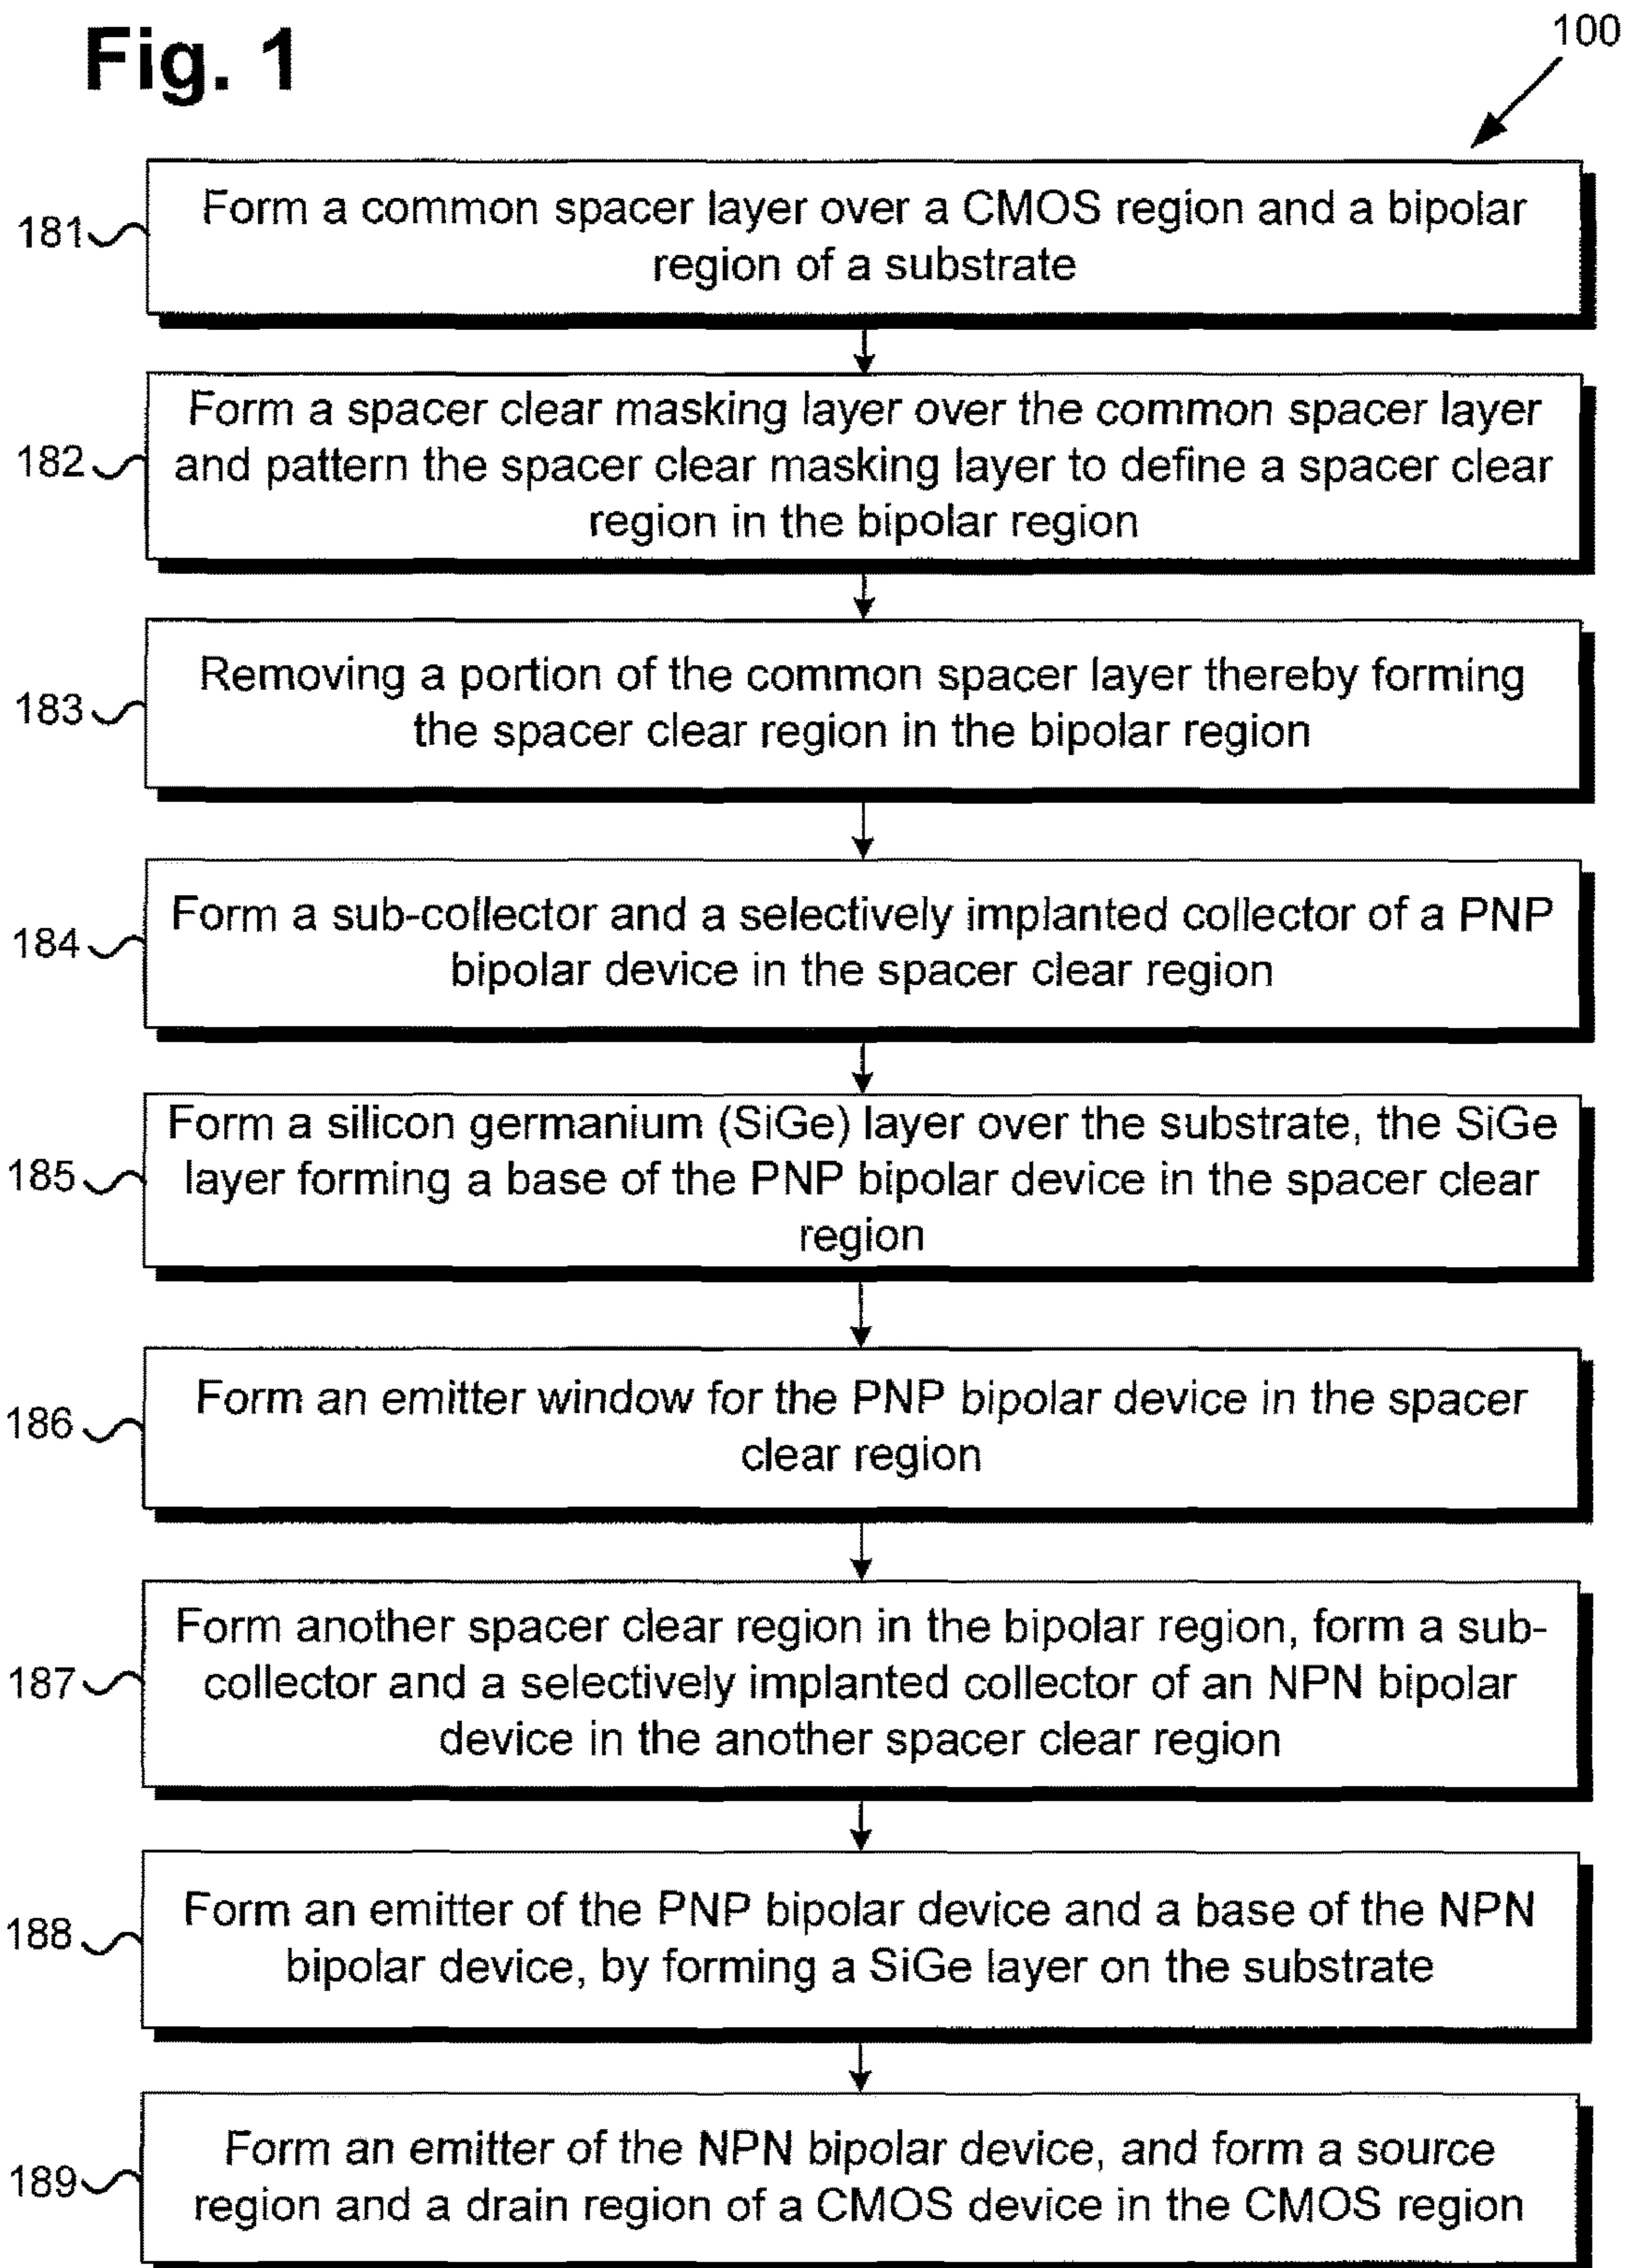 Fig. 1
100
181
Form a common spacer layer over a CMOS region and a bipolar
region of a substrate
182
Form a spacer clear masking layer over the common spacer layer
and pattern the spacer clear masking layer to define a spacer clear
region in the bipolar region
183
Removing a portion of the common spacer layer thereby forming
the spacer clear region in the bipolar region
184
Form a sub-collector and a selectively implanted collector of a PNP
bipolar device in the spacer clear region
185
Form a silicon germanium (SiGe) layer over the substrate, the SiGe
layer forming a base of the PNP bipolar device in the spacer clear
region
186
Form an emitter window for the PNP bipolar device in the spacer
clear region
187
Form another spacer clear region in the bipolar region, form a sub-
collector and a selectively implanted collector of an NPN bipolar
device in the another spacer clear region
188
Form an emitter of the PNP bipolar device and a base of the NPN
bipolar device, by forming a SiGe layer on the substrate
189
Form an emitter of the NPN bipolar device, and form a source
region and a drain region of a CMOS device in the CMOS region